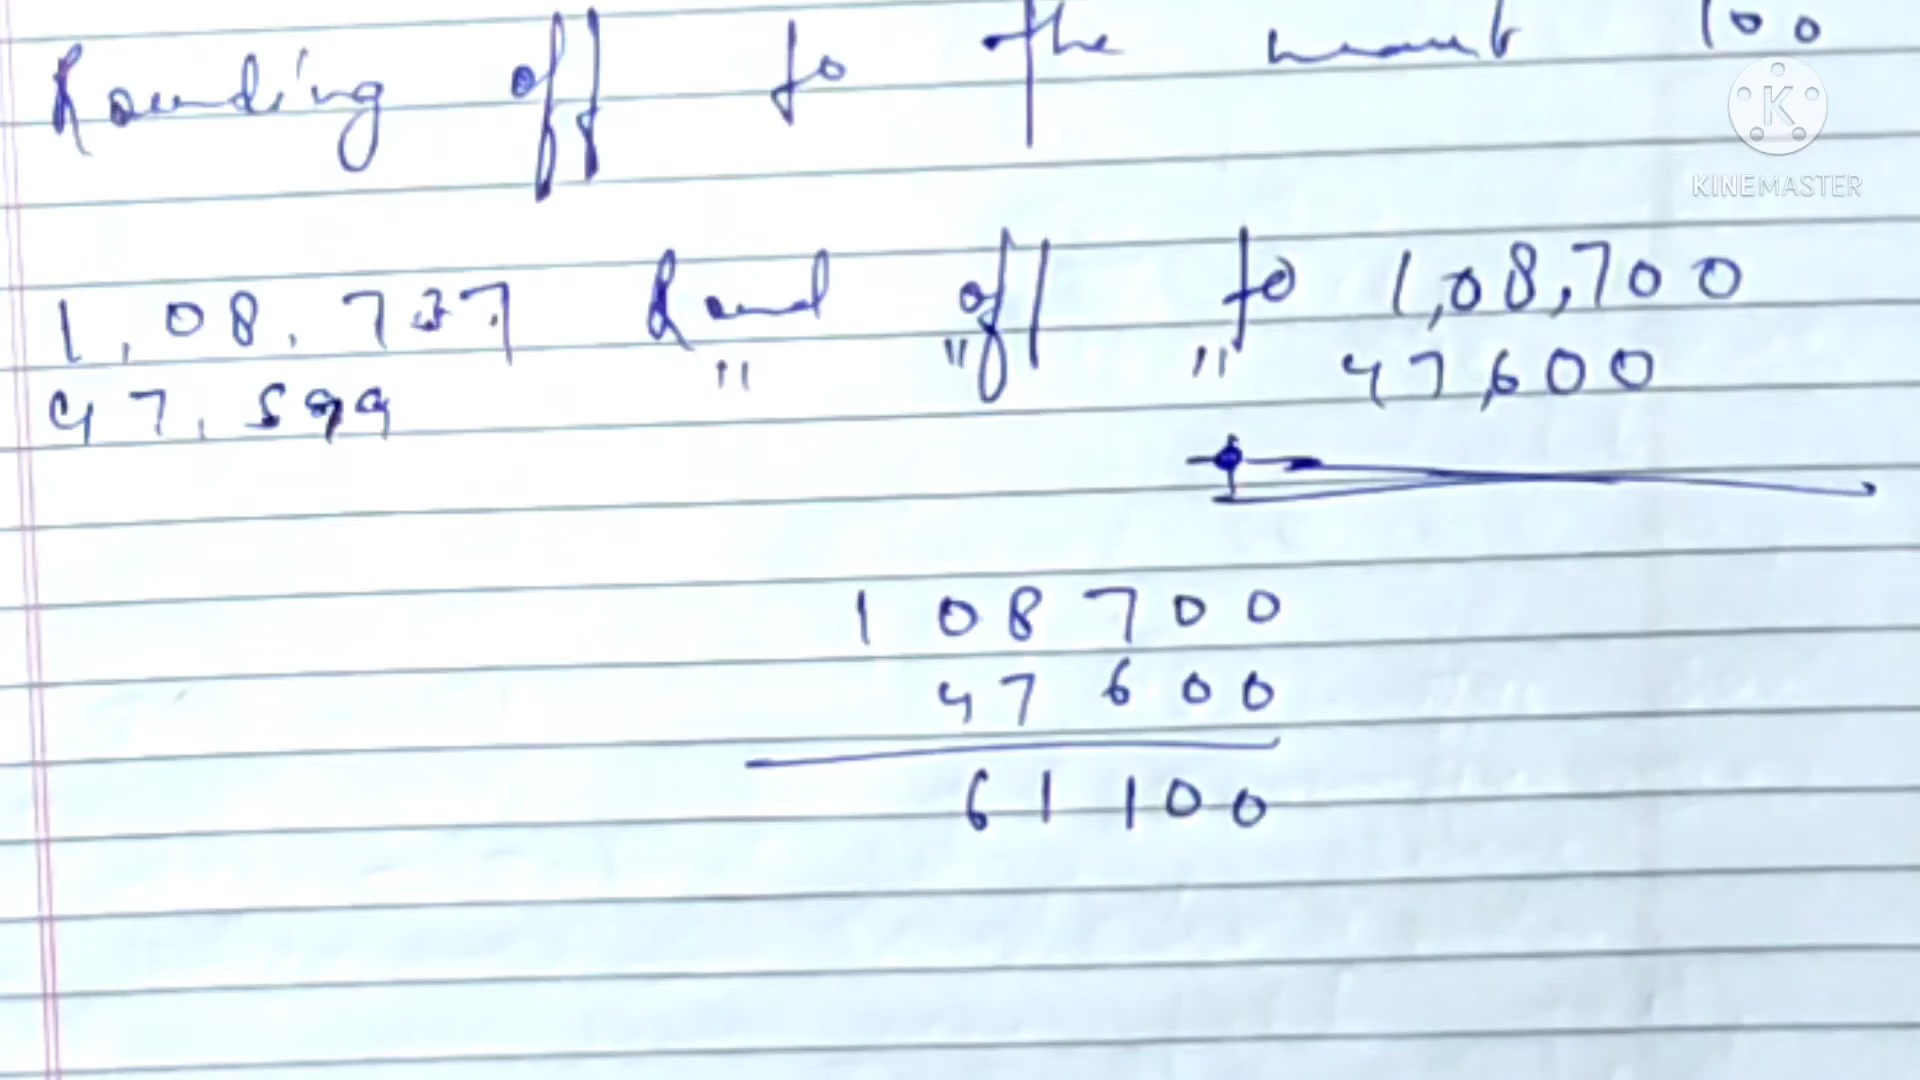 Rounding off to the nearest 100
KINEMASTER
1,08,737 Round off to 1,08,700
47,599 " " " 47,600
108700
47600
61100